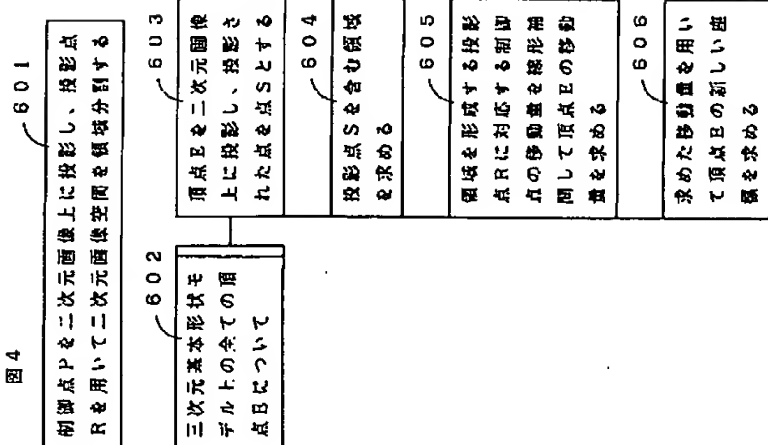 図4
601
制御点Pを二次元画像上に投影し、投影点
Rを用いて二次元画像空間を領域分割する
602
三次元基本形状モ
デル上の全ての頂
点Eについて
603
頂点Eを二次元画像
上に投影し、投影さ
れた点を点Sとする
604
投影点Sを含む領域
を求める
605
領域を形成する投影
点Rに対応する制御
点の移動量を線形補
間して頂点Eの移動
量を求める
606
求めた移動量を用い
て頂点Eの新しい座
標を求める